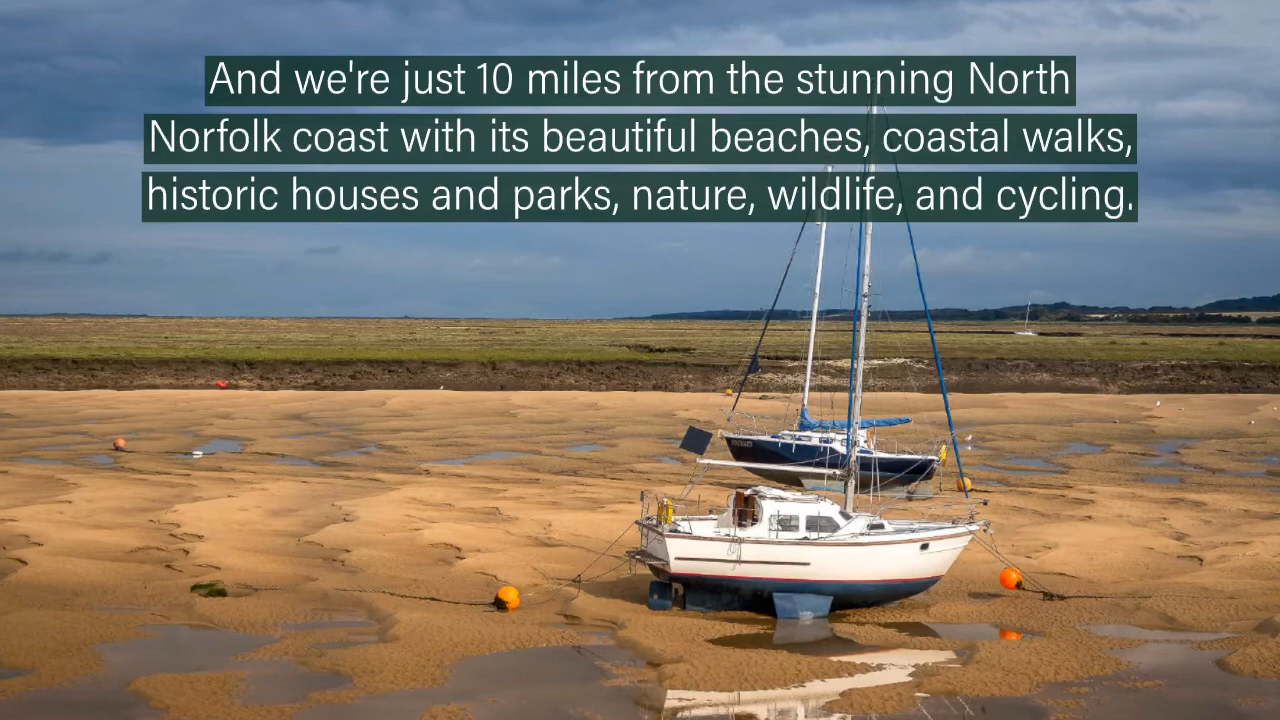 And we're just 10 miles from the stunning North
Norfolk coast with its beautiful beaches, coastal walks,
historic houses and parks, nature, wildlife, and cycling.